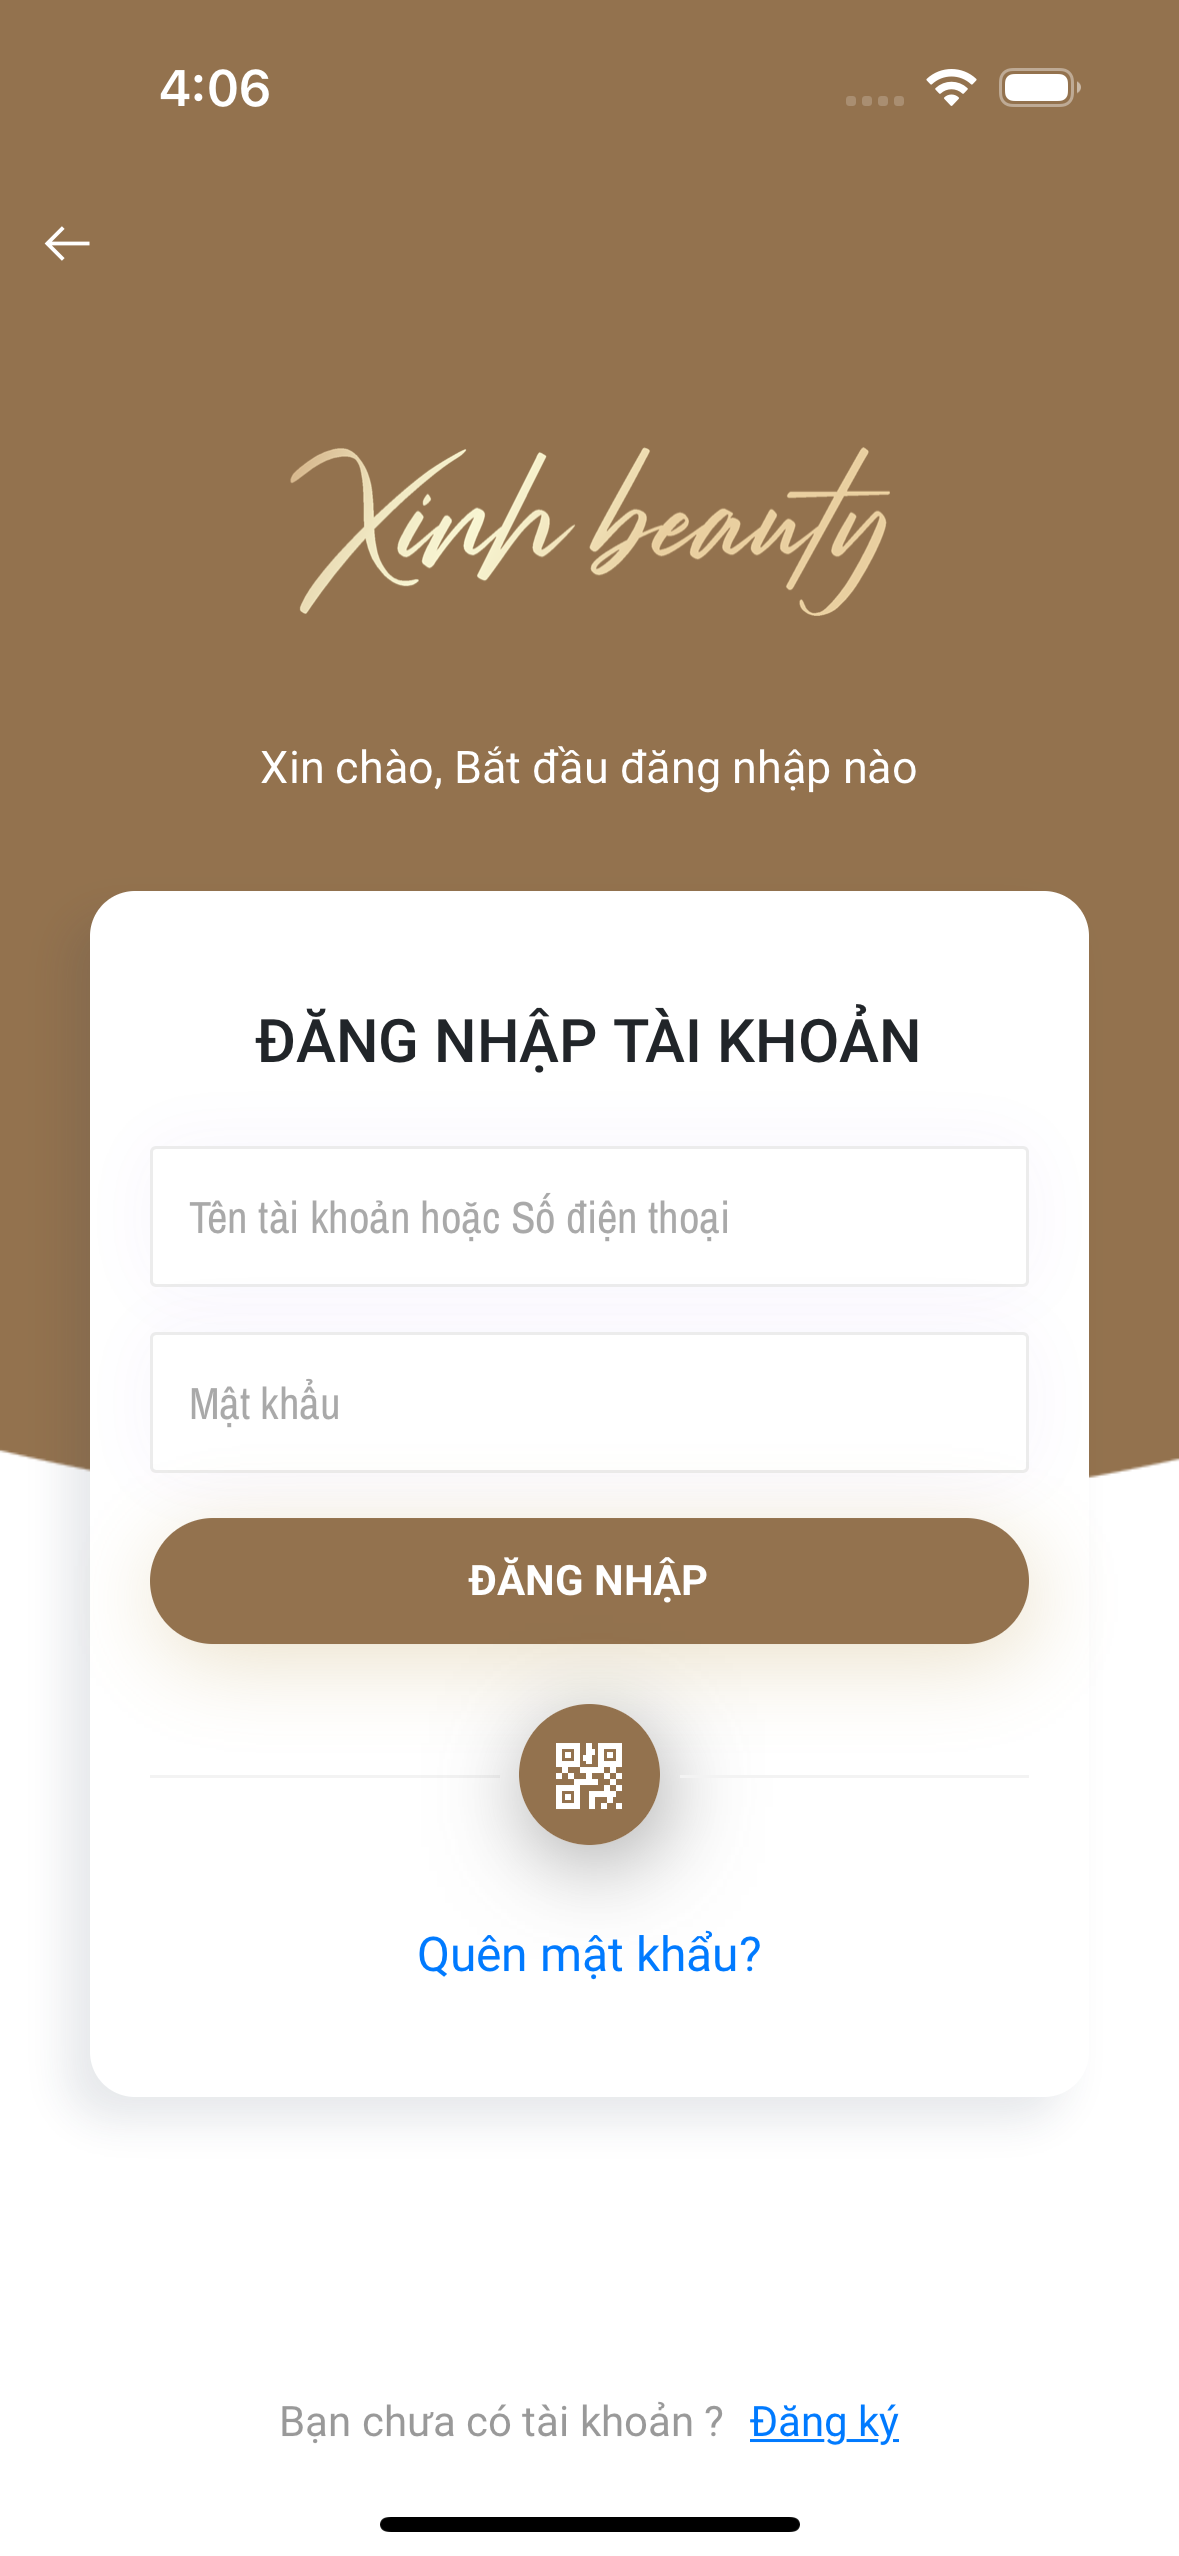 4:06
Xinh beauty
Xin chào, Bắt đầu đăng nhập nào
ĐĂNG NHẬP TÀI KHOẢN
Tên tài khoản hoặc Số điện thoại
Mật khẩu
ĐĂNG NHẬP
Quên mật khẩu?
Bạn chưa có tài khoản ? Đăng ký